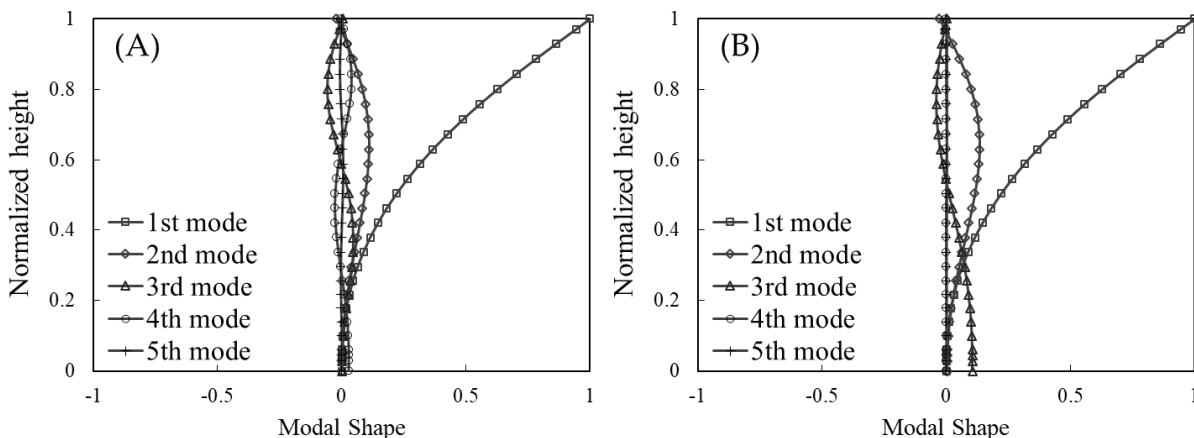 (A)
Normalized height
1
0.8
0.6
0.4
0.2
0
1st mode
2nd mode
3rd mode
4th mode
5th mode
-1
-0.5
0
0.5
1
Modal Shape
(B)
Normalized height
1
0.8
0.6
0.4
0.2
0
1st mode
2nd mode
3rd mode
4th mode
5th mode
-1
-0.5
0
0.5
1
Modal Shape